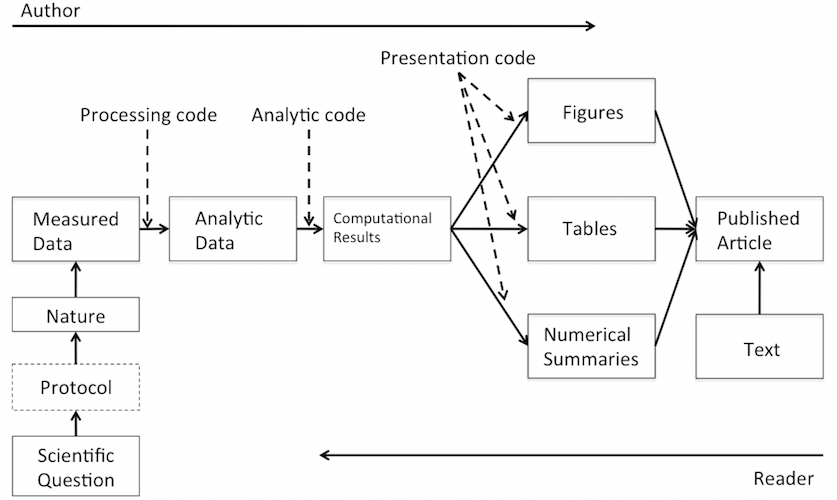 Author
Presentation code
Processing code
Analytic code
Figures
Measured
Data
Analytic
Data
Computational
Results
Tables
Published
Article
Nature
Numerical
Summaries
Text
Protocol
Scientific
Question
Reader